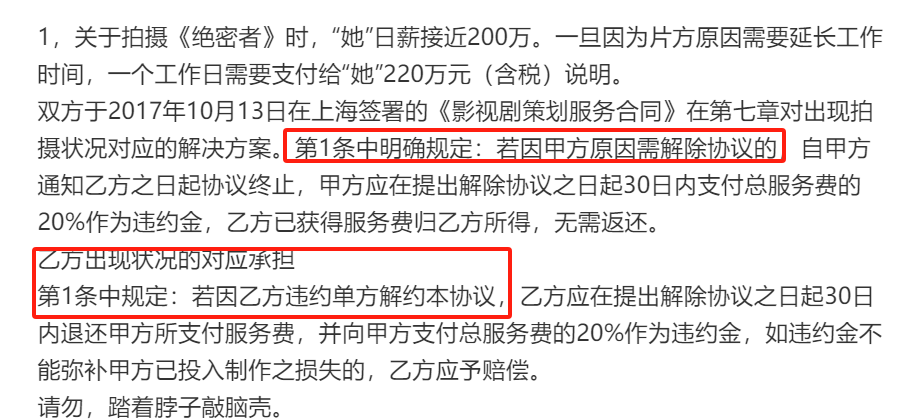 1，关于拍摄《绝密者》时，“她”日薪接近200万。一旦因为片方原因需要延长工作
时间，一个工作日需要支付给“她”220万元（含税）说明。
双方于2017年10月13日在上海签署的《影视剧策划服务合同》在第七章对出现拍
摄状况对应的解决方案。第1条中明确规定：若因甲方原因需解除协议的，自甲方
通知乙方之日起协议终止，甲方应在提出解除协议之日起30日内支付总服务费的
20%作为违约金，乙方已获得服务费归乙方所得，无需返还。
乙方出现状况的对应承担
第1条中规定：若因乙方违约单方解约本协议，乙方应在提出解除协议之日起30日
内退还甲方所支付服务费，并向甲方支付总服务费的20%作为违约金，如违约金不
能弥补甲方已投入制作之损失的，乙方应予赔偿。
请勿，踏着脖子敲脑壳。